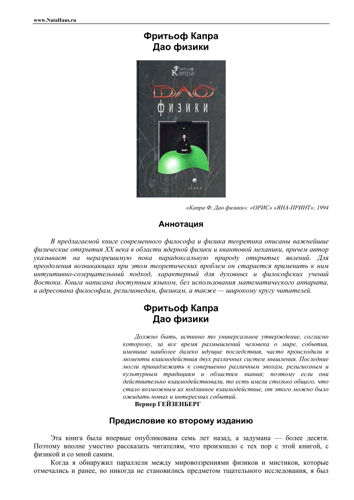 www.NataHaus.ru
Фритьоф Капра
Дао физики
Фритьоф
Капра
ДАО
ФИЗИКИ
«Капра Ф. Дао физики»: «ОРИС» «ЯНА-ПРИНТ»; 1994
Аннотация
В предлагаемой книге современного философа и физика теоретика описаны важнейшие
физические открытия XX века в области ядерной физики и квантовой механики, причем автор
указывает на неразрешимую пока парадоксальную природу открытых явлений. Для
преодоления возникающих при этом теоретических проблем он старается применить к ним
интуитивно-созерцательный подход, характерный для духовных и философских учений
Востока. Книга написана доступным языком, без использования математического аппарата,
и адресована философам, религиоведам, физикам, а также — широкому кругу читателей.
Фритьоф Капра
Дао физики
Должно быть, истинно то универсальное утверждение, согласно
которому, за все время размышлений человека о мире, события,
имевшие наиболее далеко идущие последствия, часто происходили в
моменты взаимодействия двух различных систем мышления. Последние
могли принадлежать к совершенно различным эпохам, религиозным и
культурным традициям и областям знания; поэтому если они
действительно взаимодействовали, то есть имели столько общего, что
стало возможным их подлинное взаимодействие, от этого можно было
ожидать новых и интересных событий.
Вернер ГЕЙЗЕНБЕРГ
Предисловие ко второму изданию
Эта книга была впервые опубликована семь лет назад, а задумана — более десяти.
Поэтому вполне уместно рассказать читателям, что произошло с тех пор с этой книгой, с
физикой и со мной самим.
Когда я обнаружил параллели между мировоззрениями физиков и мистиков, которые
отмечались и ранее, но никогда не становились предметом тщательного исследования, я был